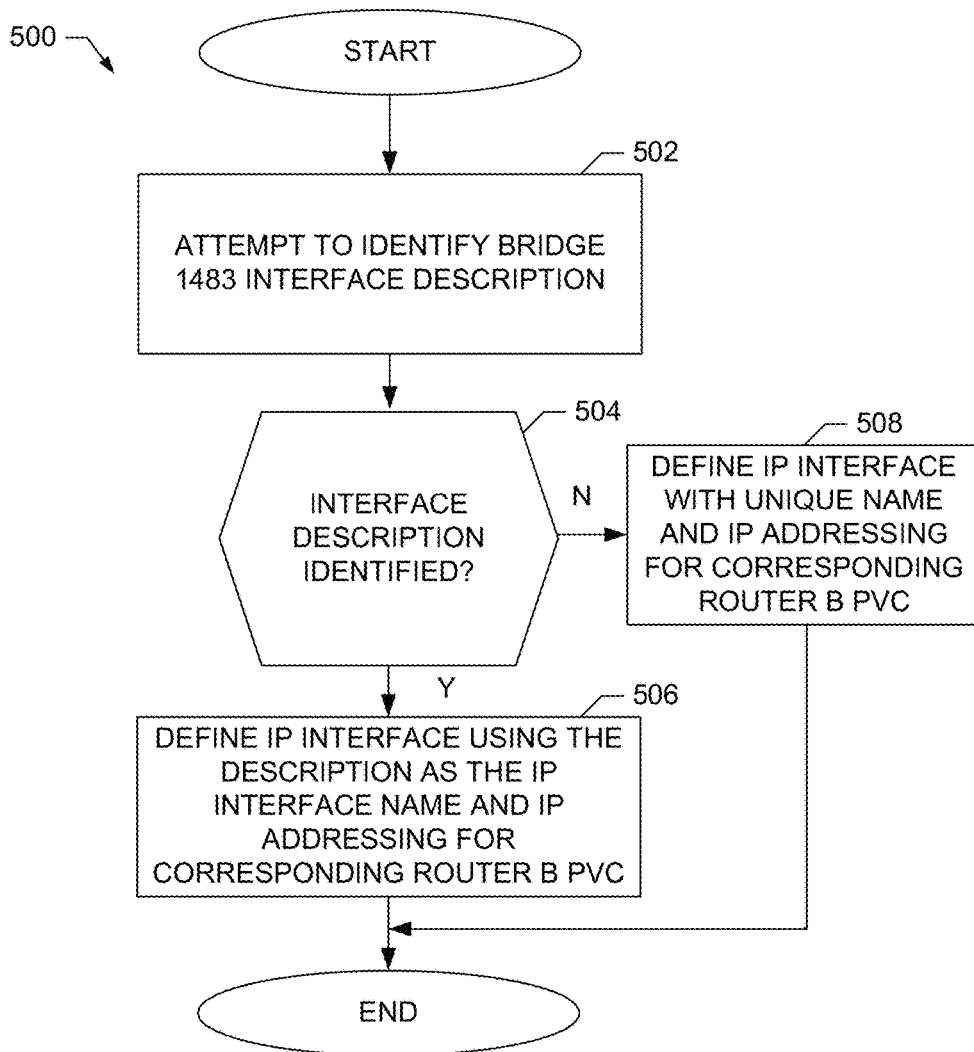 500
START
502
ATTEMPT TO IDENTIFY BRIDGE
1483 INTERFACE DESCRIPTION
504
INTERFACE
DESCRIPTION
IDENTIFIED?
N
508
DEFINE IP INTERFACE
WITH UNIQUE NAME
AND IP ADDRESSING
FOR CORRESPONDING
ROUTER B PVC
Y
506
DEFINE IP INTERFACE USING THE
DESCRIPTION AS THE IP
INTERFACE NAME AND IP
ADDRESSING FOR
CORRESPONDING ROUTER B PVC
END